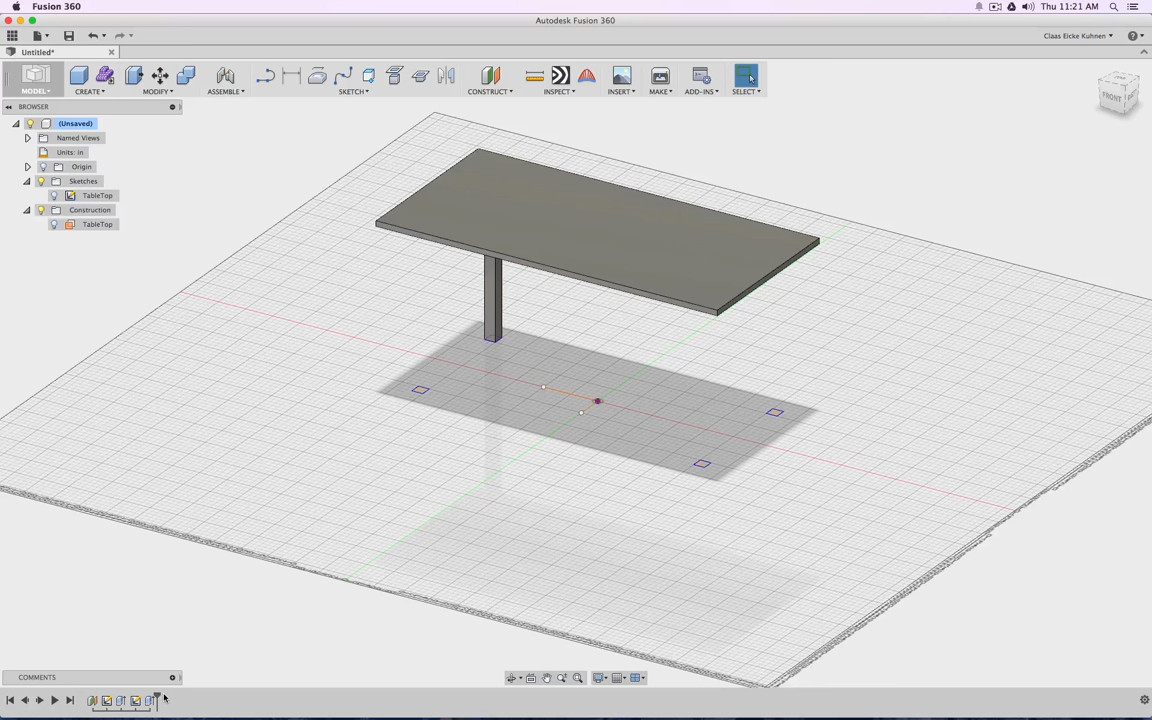 Fusion 360
Thu 11:21 AM
Autodesk Fusion 360
Claas Eicke Kuhnen
Untitled*
MODEL
CREATE
MODIFY
ASSEMBLE
SKETCH
CONSTRUCT
INSPECT
INSERT
MAKE
ADD-INS
SELECT
BROWSER
(Unsaved)
Named Views
Units: in
Origin
Sketches
TableTop
Construction
TableTop
FRONT
COMMENTS